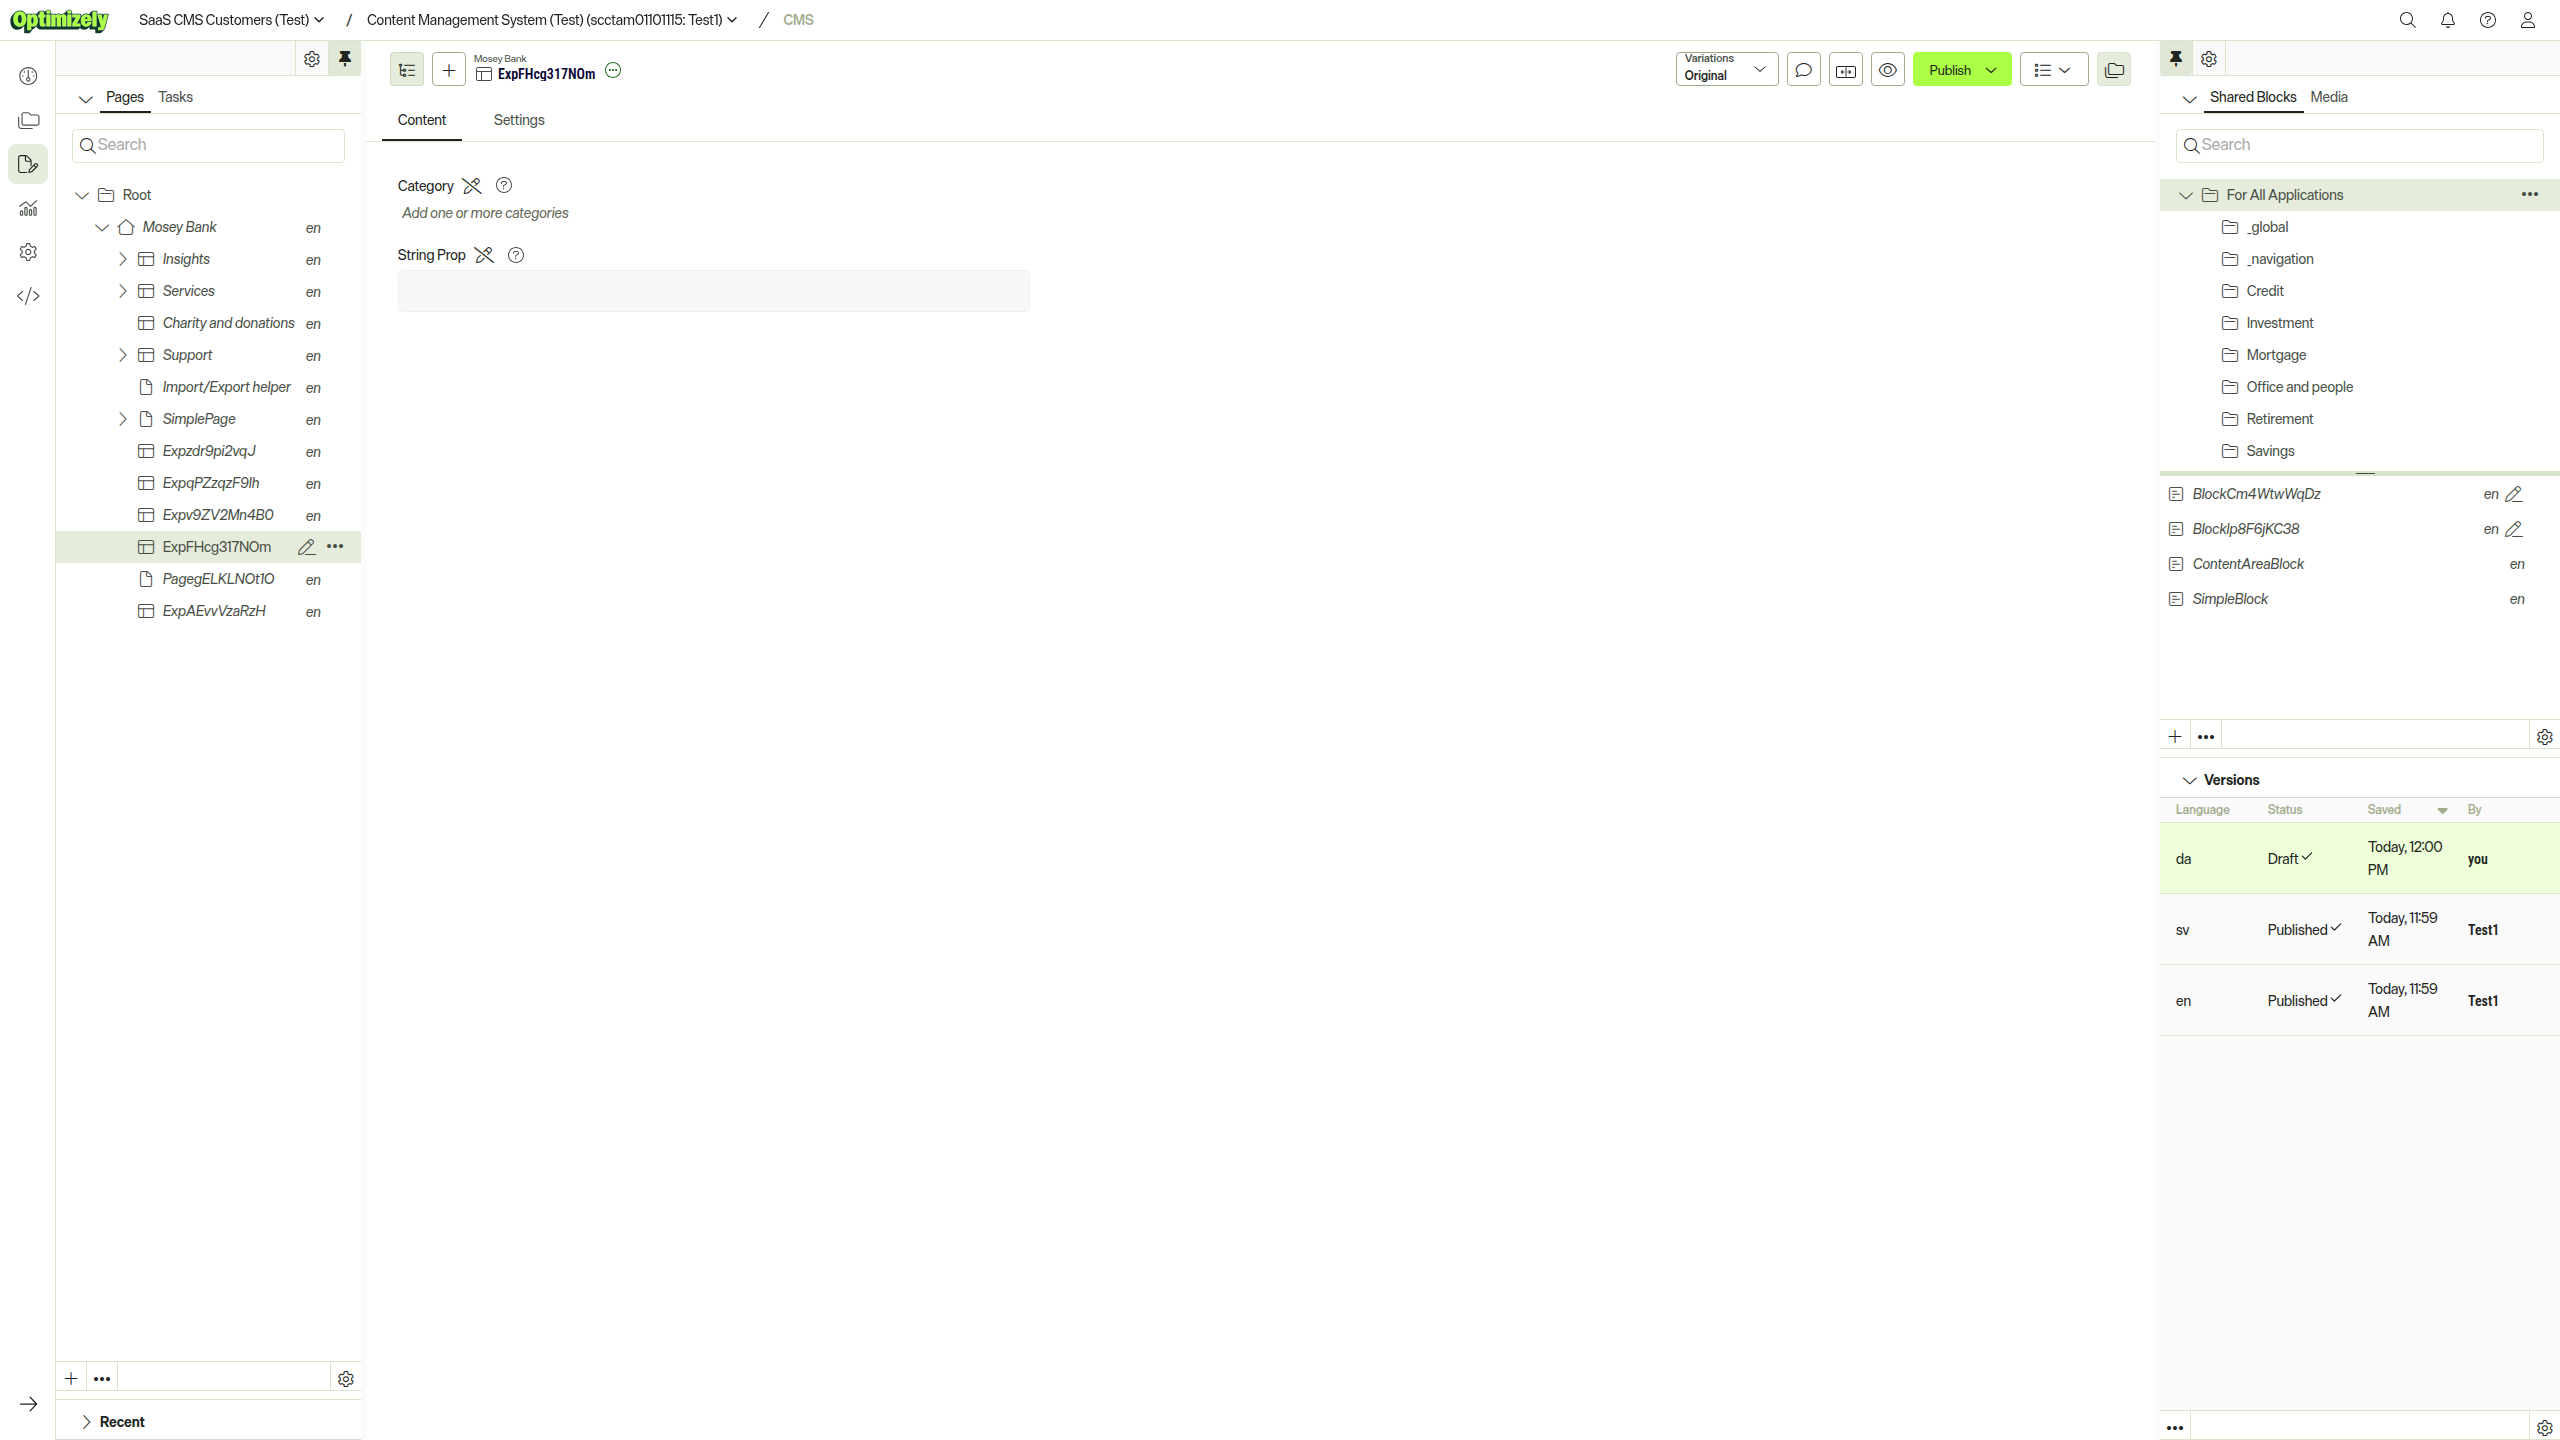 Optimizely
SaaS CMS Customers (Test) / Content Management System (Test) (scctam01101115: Test1) / CMS
Pages Tasks
Search
Root
Mosey Bank en
Insights en
Services en
Charity and donations en
Support en
Import/Export helper en
SimplePage en
Expzdr9pi2vqJ en
ExpqPZzqzF9lh en
Expv9ZV2Mn4B0 en
ExpFHcg317NOm
PagegELKLNOt1O en
ExpAEvvVzaRzH en
Recent
Mosey Bank
ExpFHcg317NOm
Variations
Original
Publish
Content Settings
Category
Add one or more categories
String Prop
Shared Blocks Media
Search
For All Applications
_global
_navigation
Credit
Investment
Mortgage
Office and people
Retirement
Savings
BlockCm4WtwWqDz en
Blocklp8F6jKC38 en
ContentAreaBlock en
SimpleBlock en
Versions
Language Status Saved By
da Draft Today, 12:00 PM you
sv Published Today, 11:59 AM Test1
en Published Today, 11:59 AM Test1